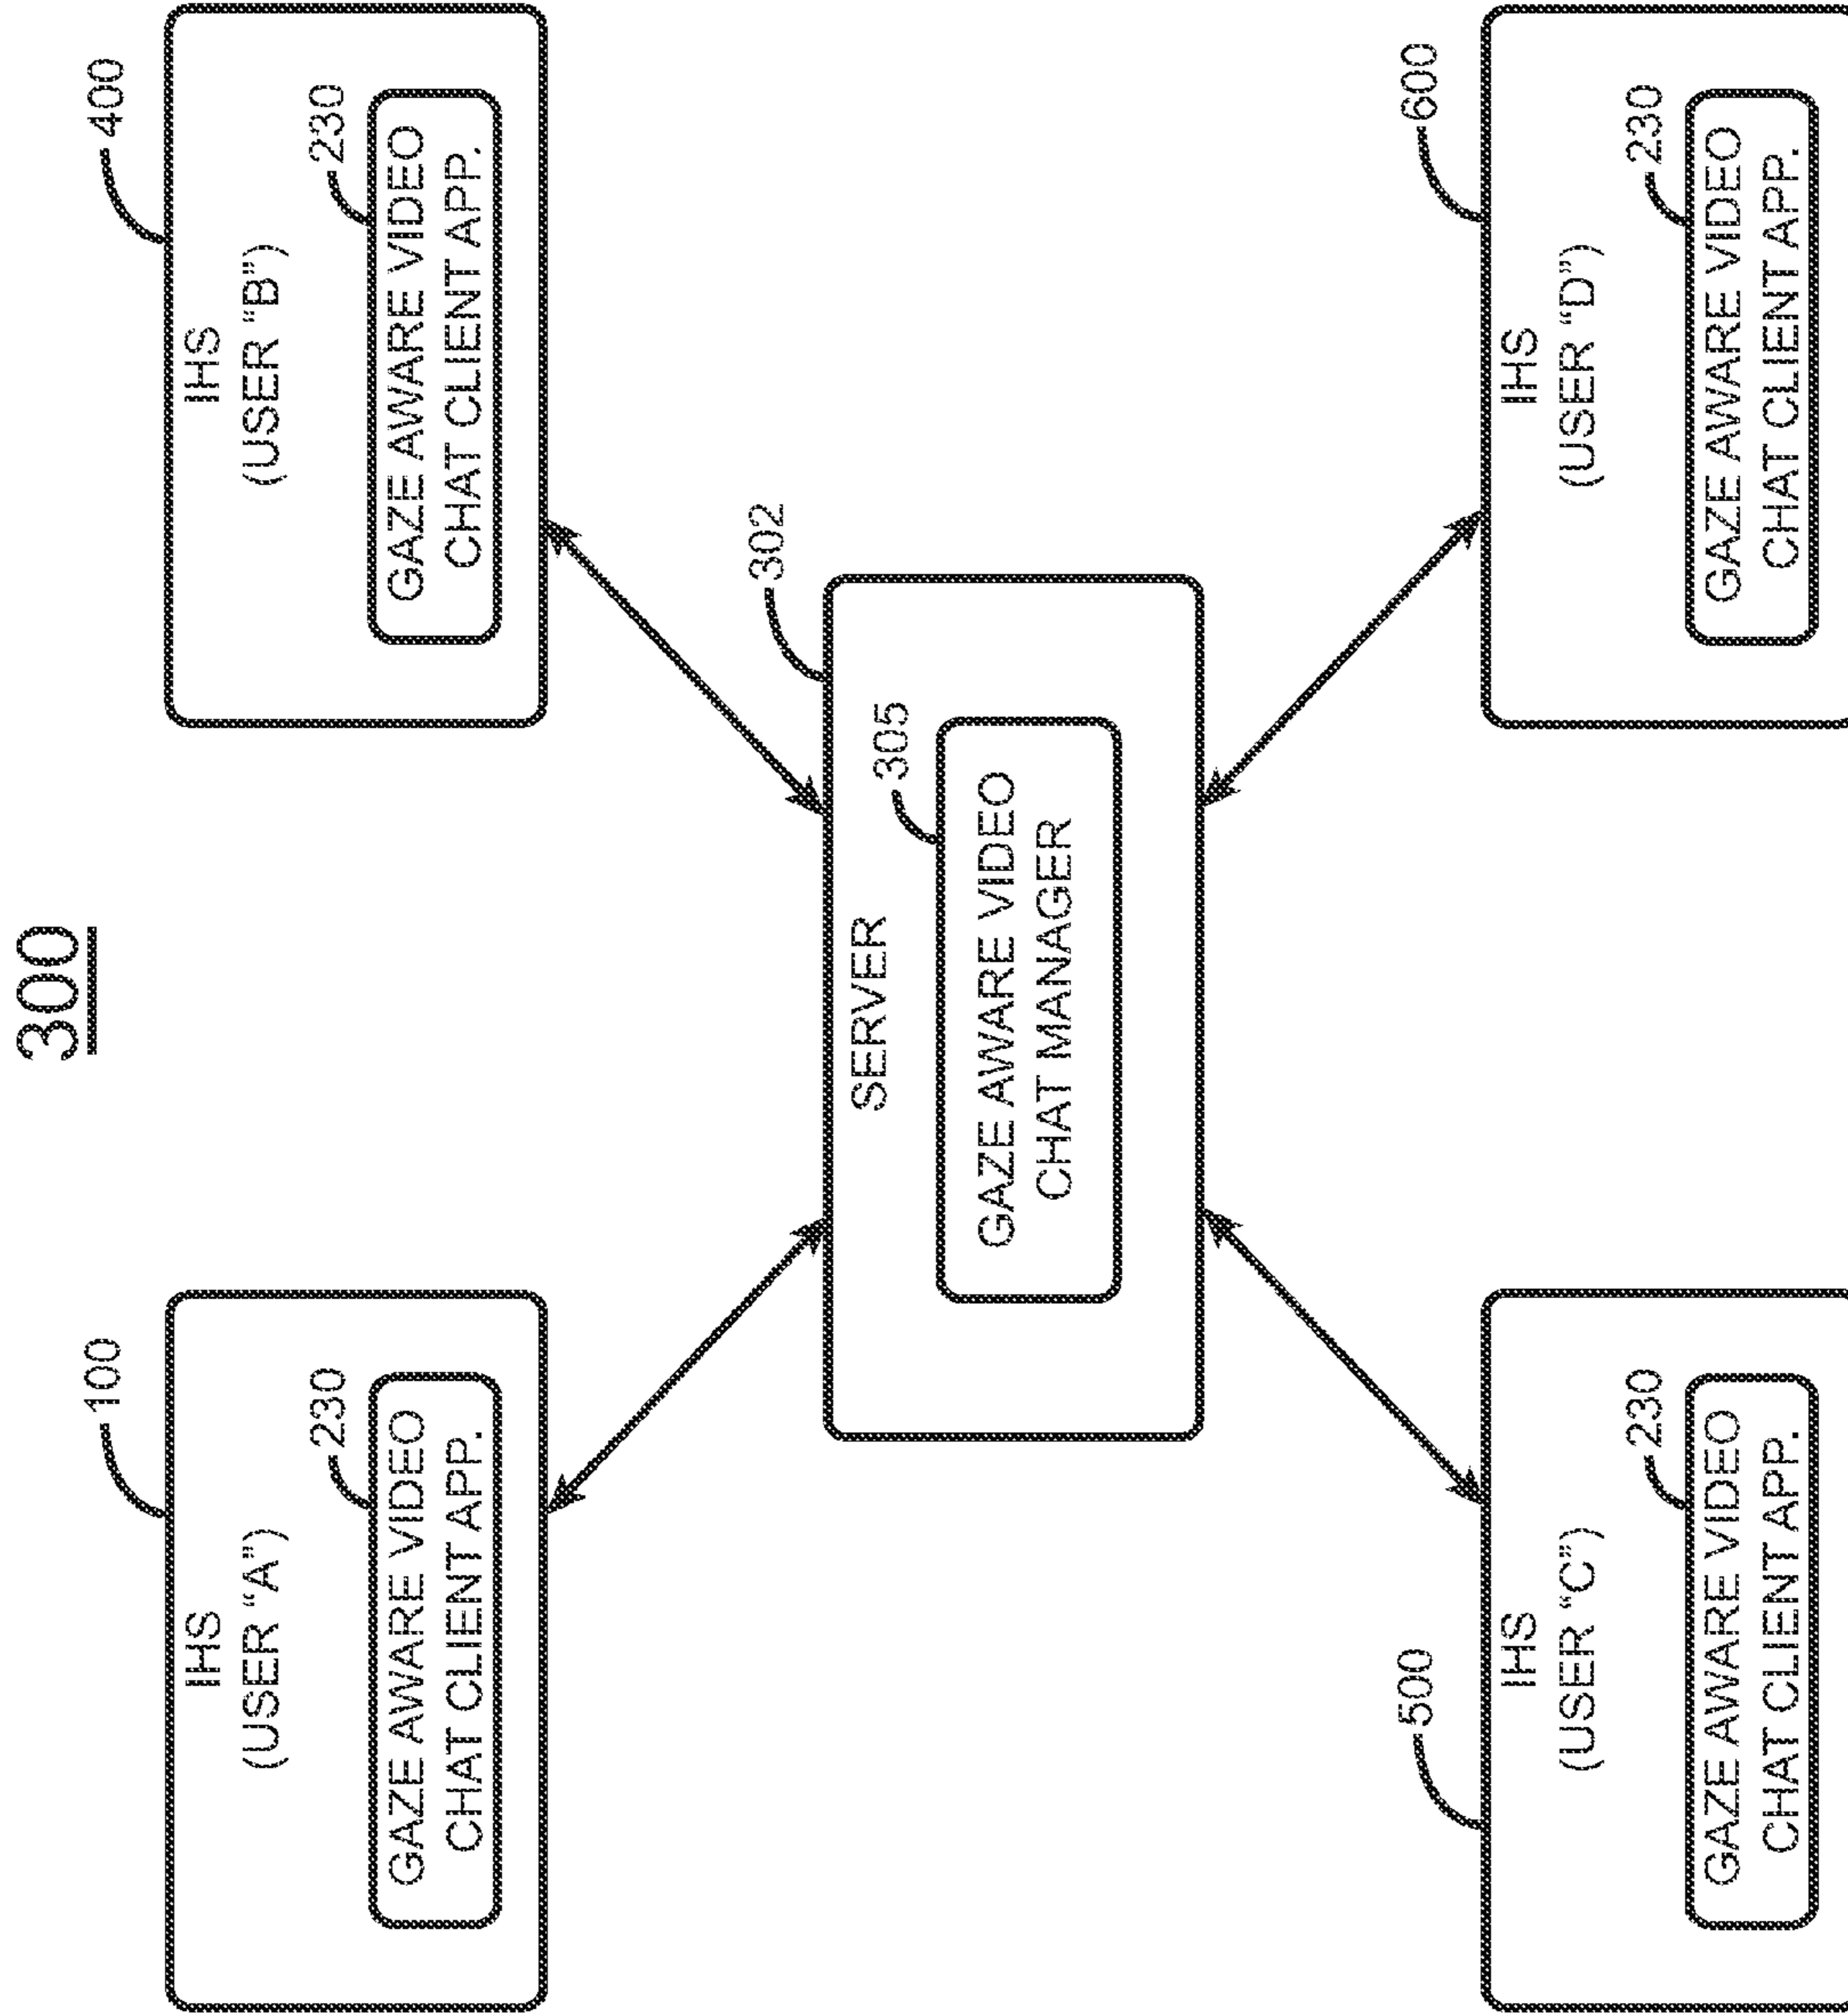 300
100
IHS
(USER "A")
230
GAZE AWARE VIDEO
CHAT CLIENT APP.
400
IHS
(USER "B")
230
GAZE AWARE VIDEO
CHAT CLIENT APP.
302
SERVER
305
GAZE AWARE VIDEO
CHAT MANAGER
500
IHS
(USER "C")
230
GAZE AWARE VIDEO
CHAT CLIENT APP.
600
IHS
(USER "D")
230
GAZE AWARE VIDEO
CHAT CLIENT APP.